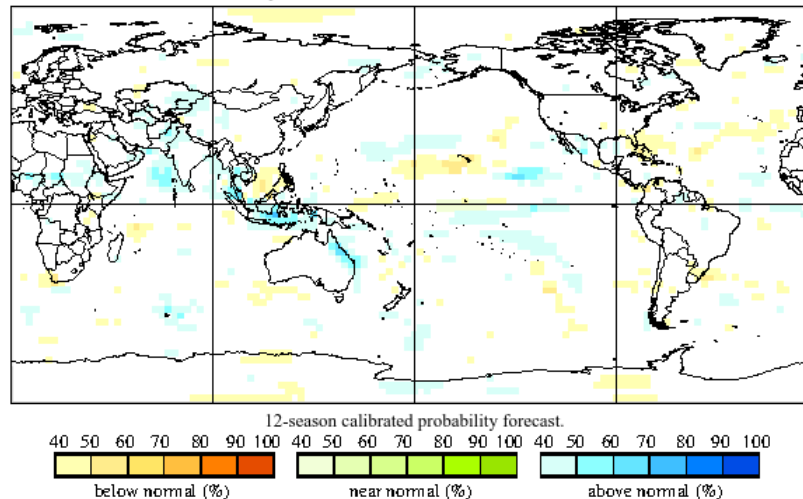 12-season calibrated probability forecast.
40 50 60 70 80 90 100 40 50 60 70 80 90 100 40 50 60 70 80 90 100
below normal (%) near normal (%) above normal (%)